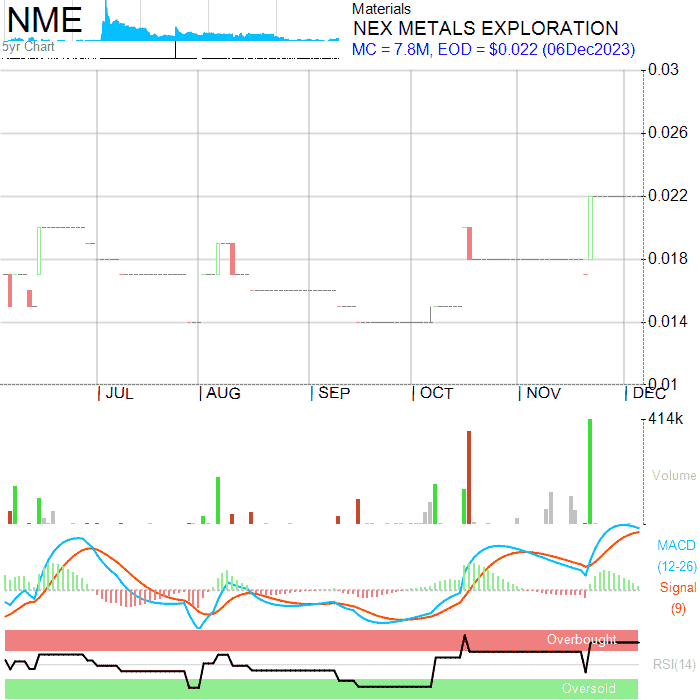 NME
5yr Chart
Materials
NEX METALS EXPLORATION
MC = 7.8M, EOD = $0.022 (06Dec2023)
0.03
0.026
0.022
0.018
0.014
0.01
JUL AUG SEP OCT NOV DEC
414k
Volume
MACD
(12-26)
Signal
(9)
Overbought
RSI(14)
Oversold